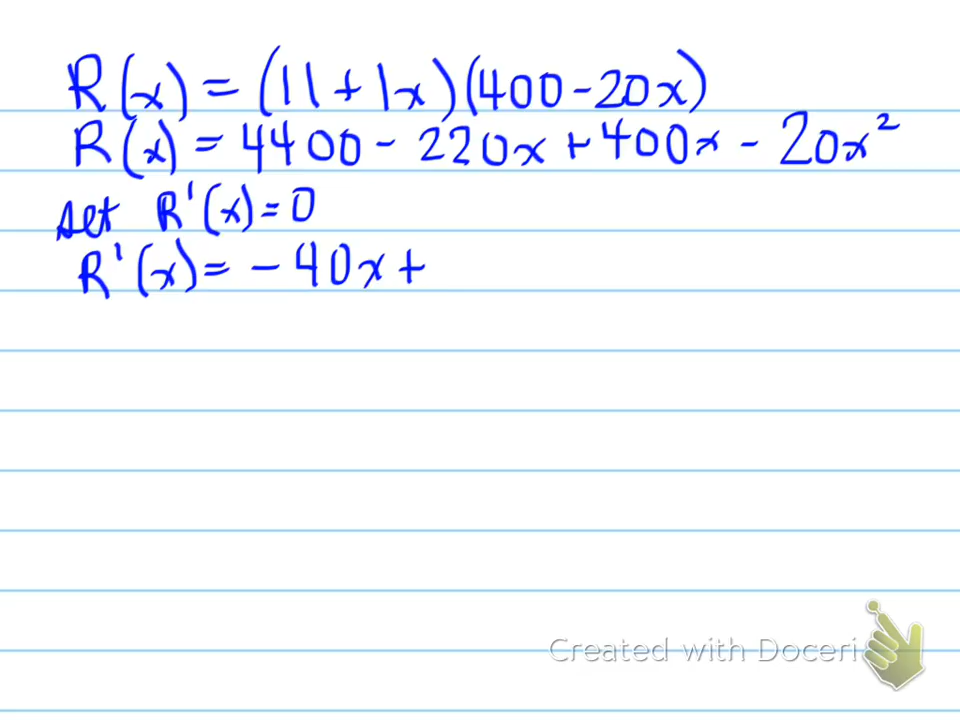 R(x) = (11 + 1x)(400 - 20x)
R(x) = 4400 - 220x + 400x - 20x²
set R'(x) = 0
R'(x) = - 40x +
Created with Doceri